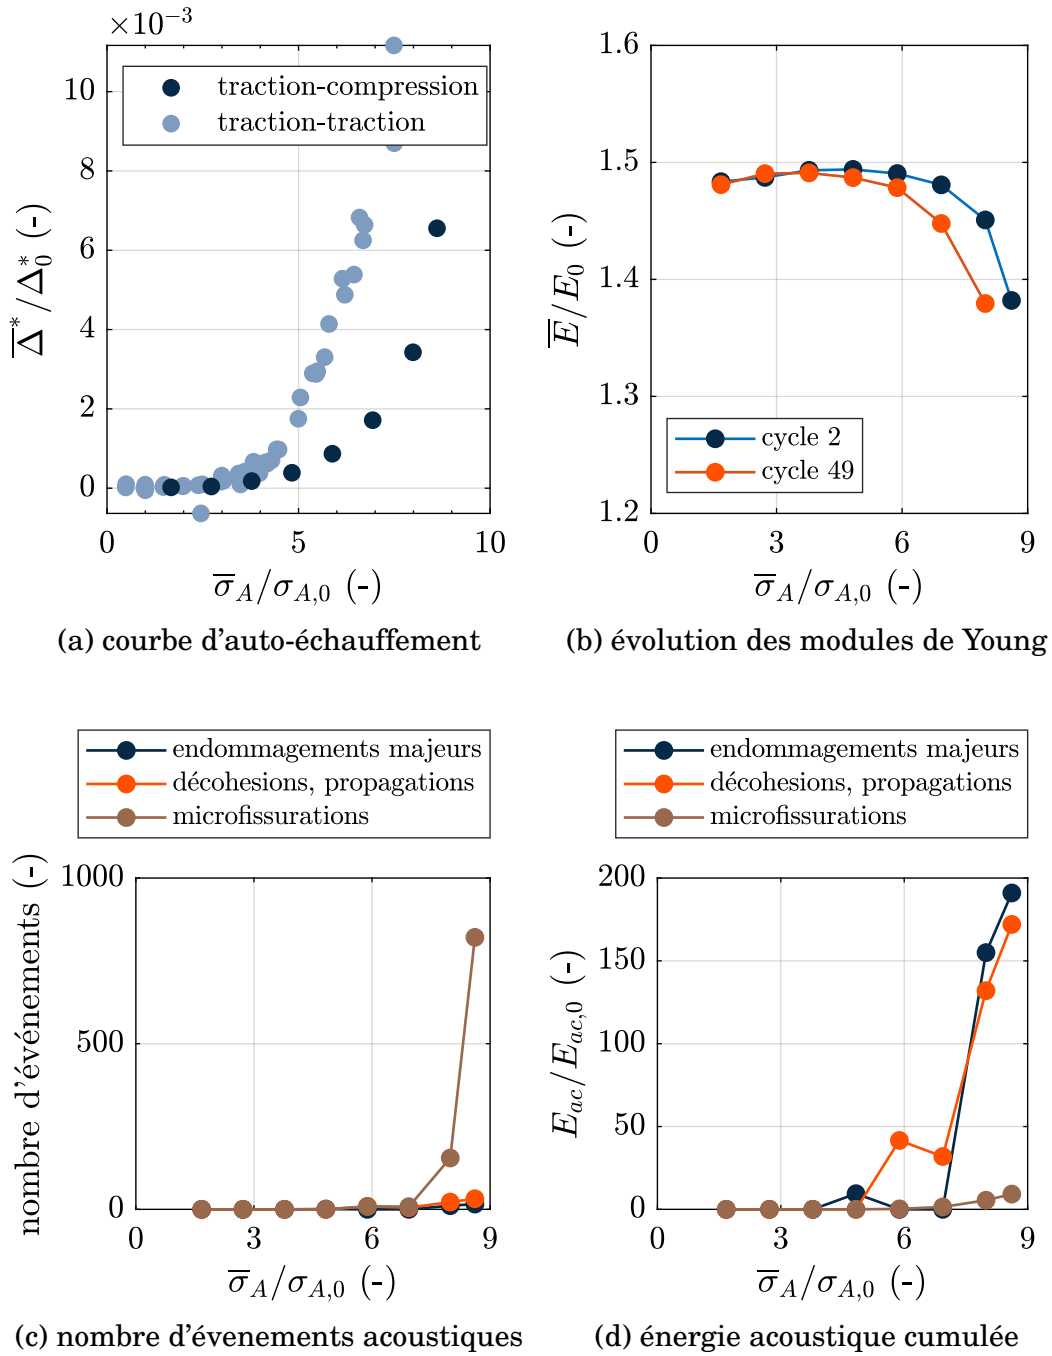 ×10⁻³
10
8
6
4
2
0
Δ̅*/Δ₀* (-)
traction-compression
traction-traction
0 5 10
σ̅_A/σ_A,0 (-)
(a) courbe d'auto-échauffement
1.6
1.5
1.4
1.3
1.2
E̅/E₀ (-)
cycle 2
cycle 49
0 3 6 9
σ̅_A/σ_A,0 (-)
(b) évolution des modules de Young
endommagements majeurs
décohesions, propagations
microfissurations
1000
500
0
nombre d'événements (-)
0 3 6 9
σ̅_A/σ_A,0 (-)
(c) nombre d'évenements acoustiques
endommagements majeurs
décohesions, propagations
microfissurations
200
150
100
50
0
E_ac/E_ac,0 (-)
0 3 6 9
σ̅_A/σ_A,0 (-)
(d) énergie acoustique cumulée